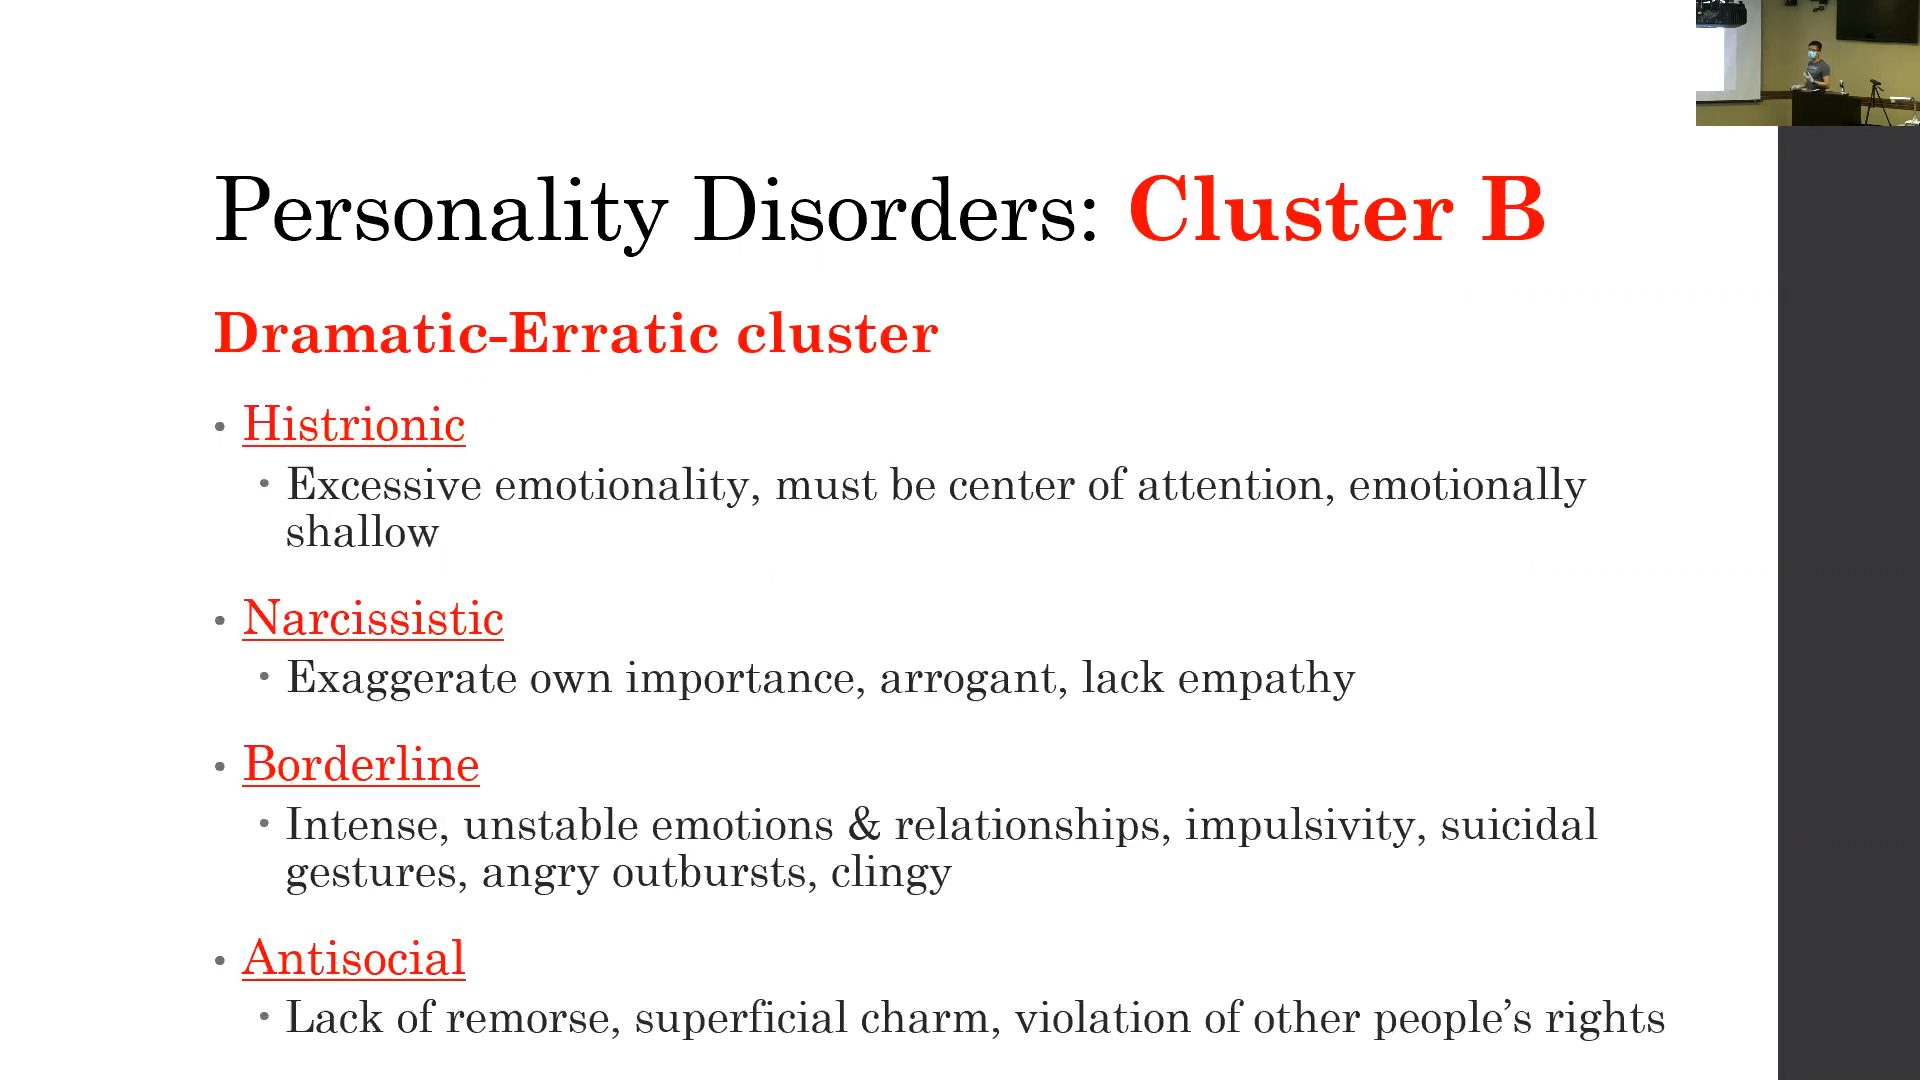 Personality Disorders: Cluster B
Dramatic-Erratic cluster
• Histrionic
▪ Excessive emotionality, must be center of attention, emotionally
shallow
• Narcissistic
▪ Exaggerate own importance, arrogant, lack empathy
• Borderline
▪ Intense, unstable emotions & relationships, impulsivity, suicidal
gestures, angry outbursts, clingy
• Antisocial
▪ Lack of remorse, superficial charm, violation of other people’s rights